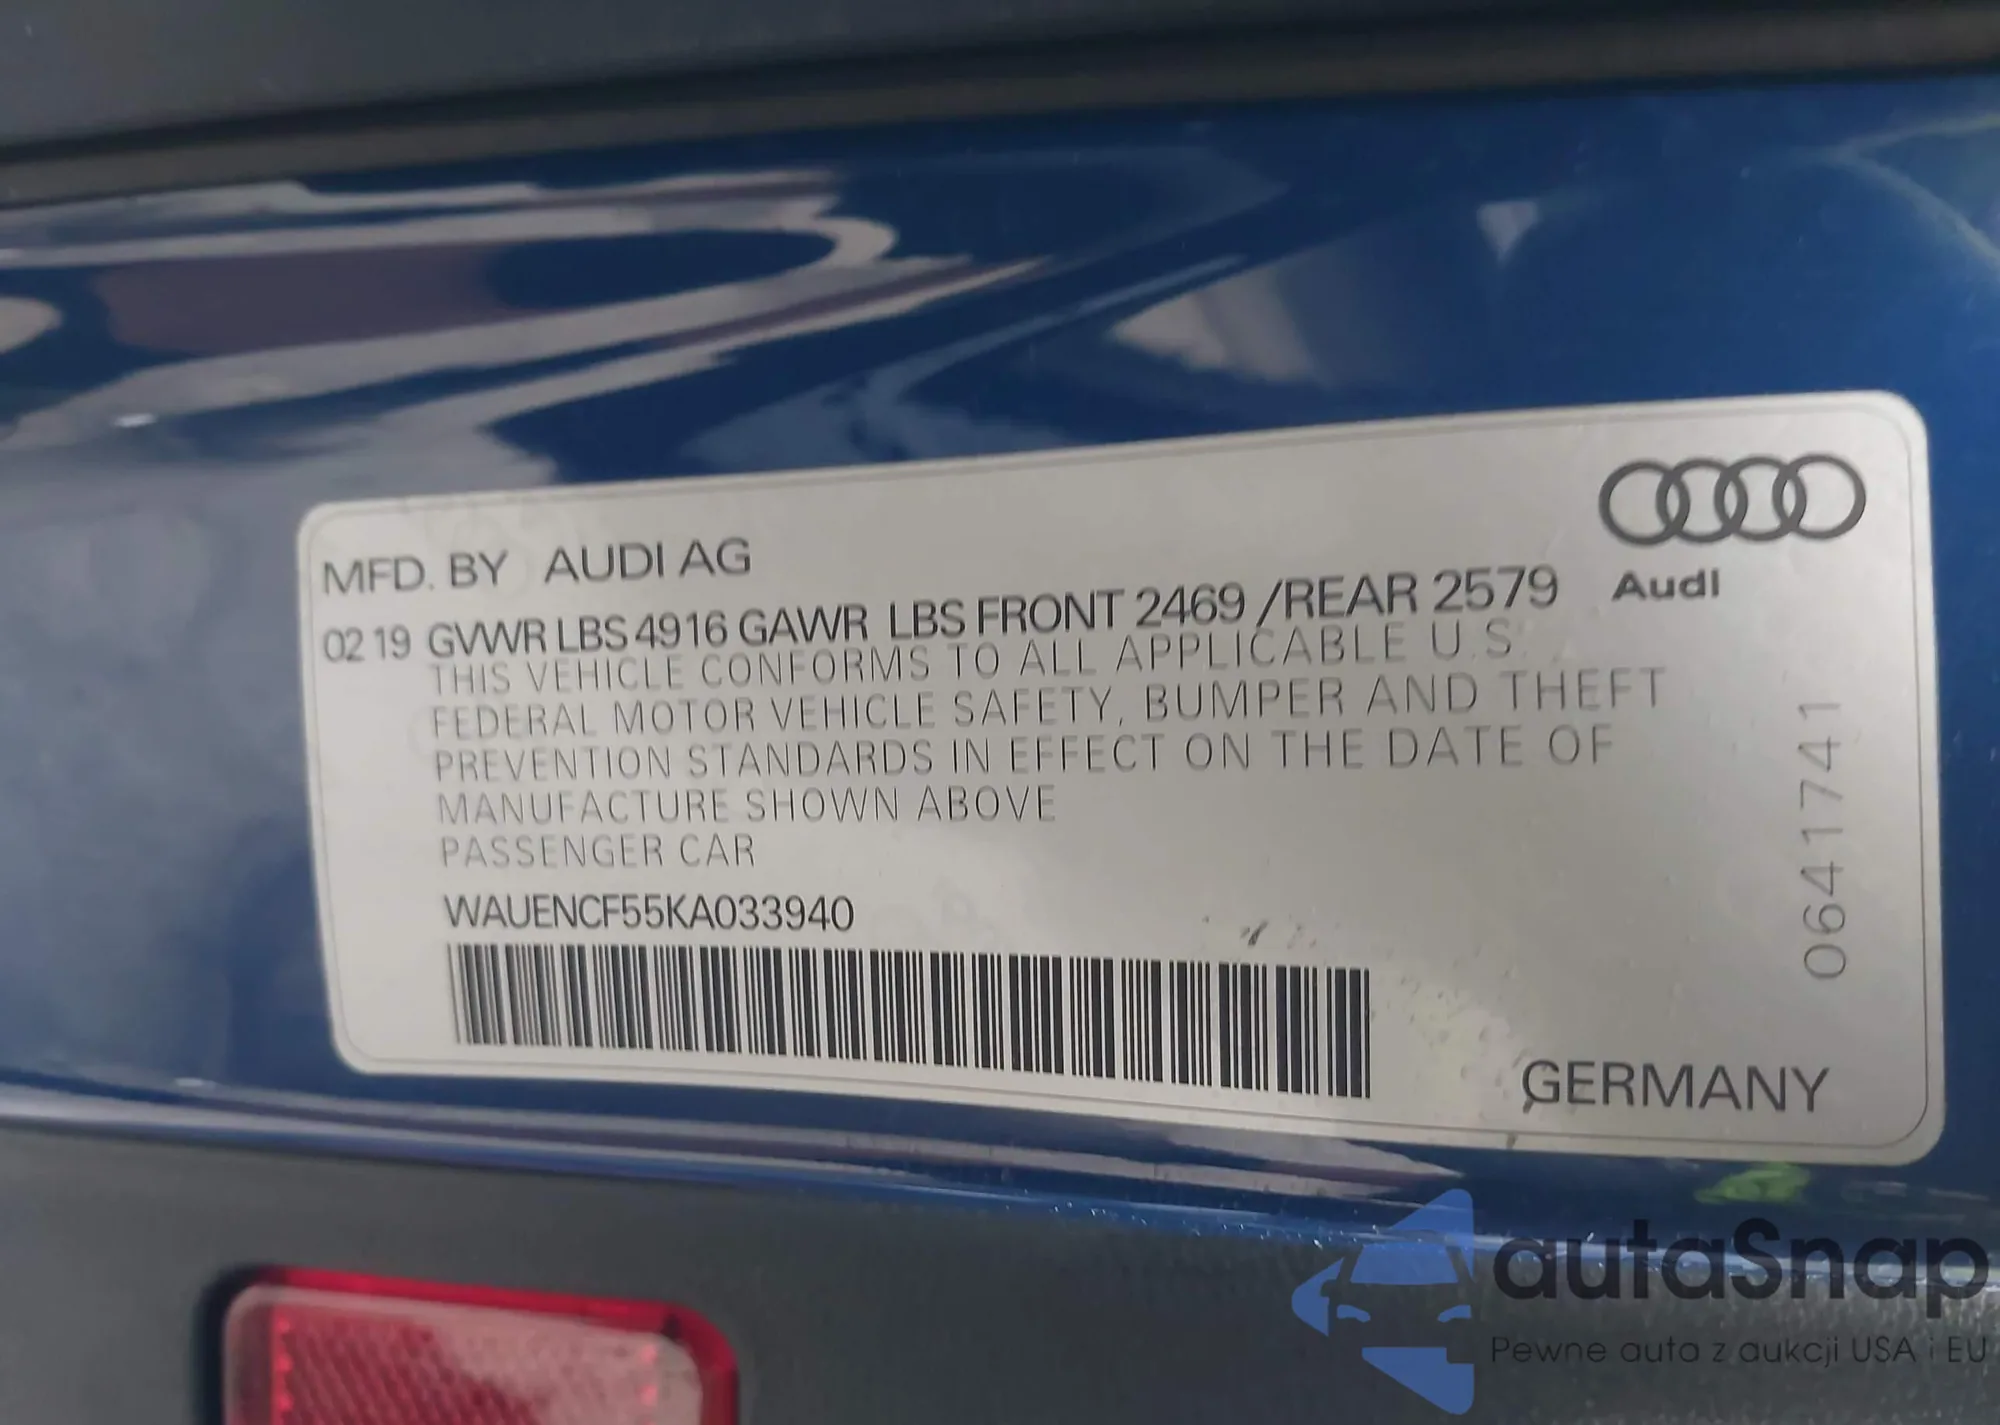 MFD. BY AUDI AG
Audi
02 19 GVWR LBS 4916 GAWR LBS FRONT 2469 /REAR 2579
THIS VEHICLE CONFORMS TO ALL APPLICABLE U.S.
FEDERAL MOTOR VEHICLE SAFETY, BUMPER AND THEFT
PREVENTION STANDARDS IN EFFECT ON THE DATE OF
MANUFACTURE SHOWN ABOVE
PASSENGER CAR
WAUENCF55KA033940
0641741
GERMANY
autaSnap
Pewne auta z aukcji USA i EU